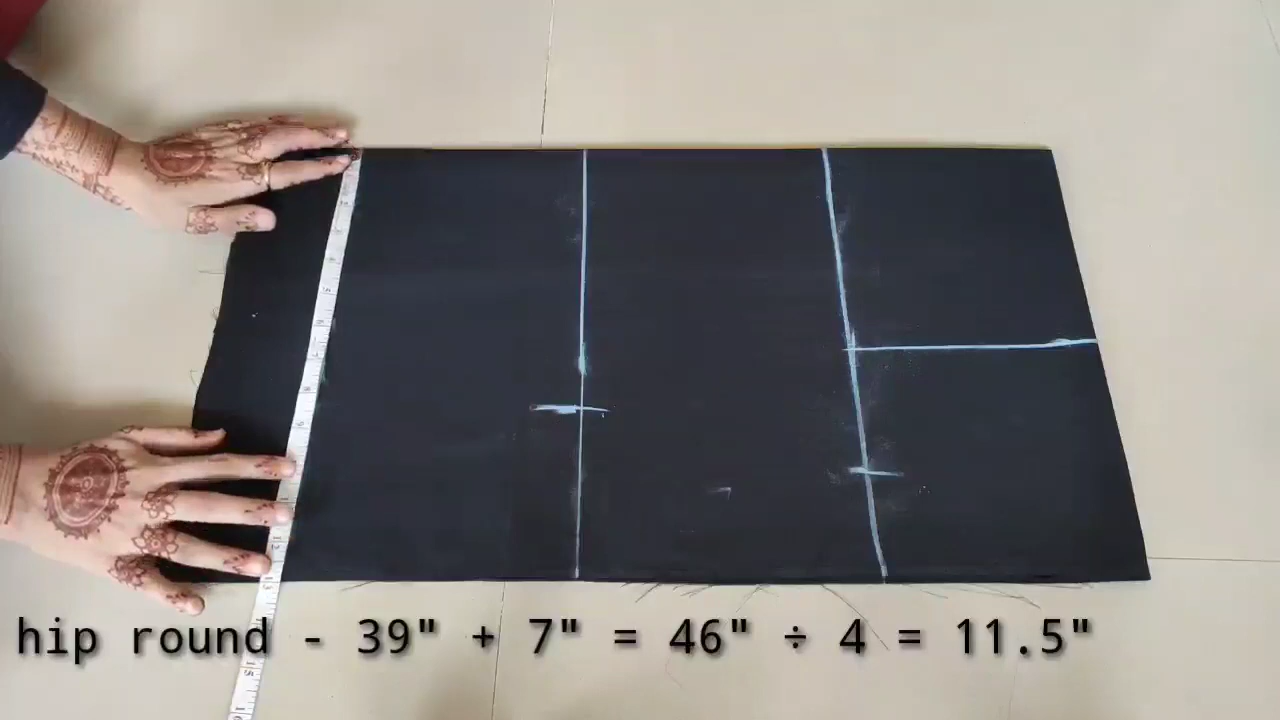 hip round - 39" + 7" = 46" ÷ 4 = 11.5"